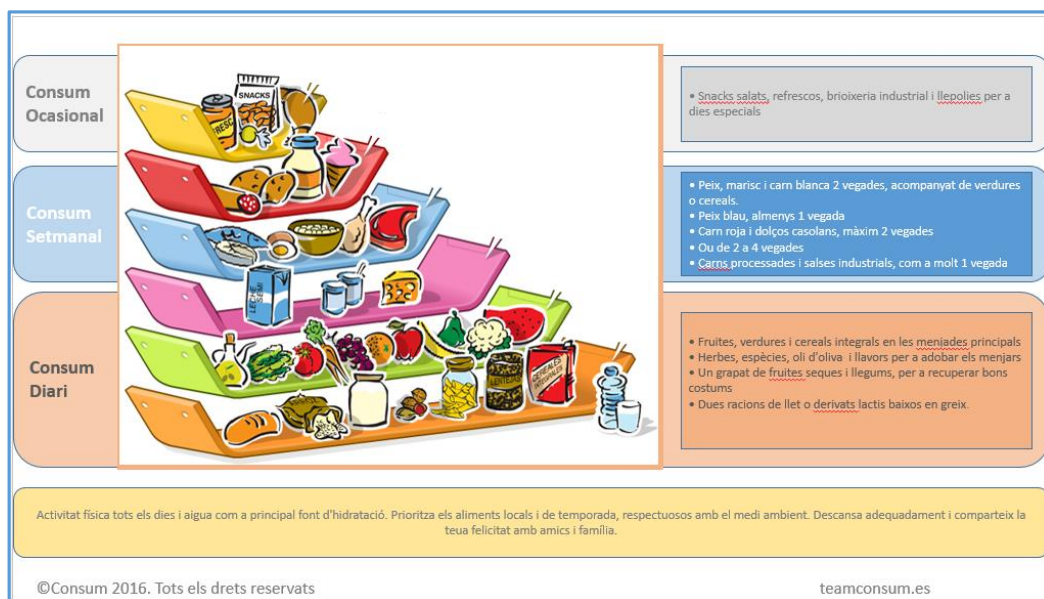 Consum
Ocasional
SNACKS
FRESC
• Snacks salats, refrescos, brioixeria industrial i llepolies per a
dies especials
Consum
Setmanal
• Peix, marisc i carn blanca 2 vegades, acompanyat de verdures
o cereals.
• Peix blau, almenys 1 vegada
• Carn roja i dolços casolans, màxim 2 vegades
• Ou de 2 a 4 vegades
• Carns processades i salses industrials, com a molt 1 vegada
LECHE
SEMI
Consum
Diari
LENTEJAS
CEREALES
INTEGRALES
• Fruites, verdures i cereals integrals en les menjades principals
• Herbes, espècies, oli d'oliva i llavors per a adobar els menjars
• Un grapat de fruites seques i llegums, per a recuperar bons
costums
• Dues racions de llet o derivats lactis baixos en greix.
Activitat física tots els dies i aigua com a principal font d'hidratació. Prioritza els aliments locals i de temporada, respectuosos amb el medi ambient. Descansa adequadament i comparteix la
teua felicitat amb amics i família.
©Consum 2016. Tots els drets reservats
teamconsum.es